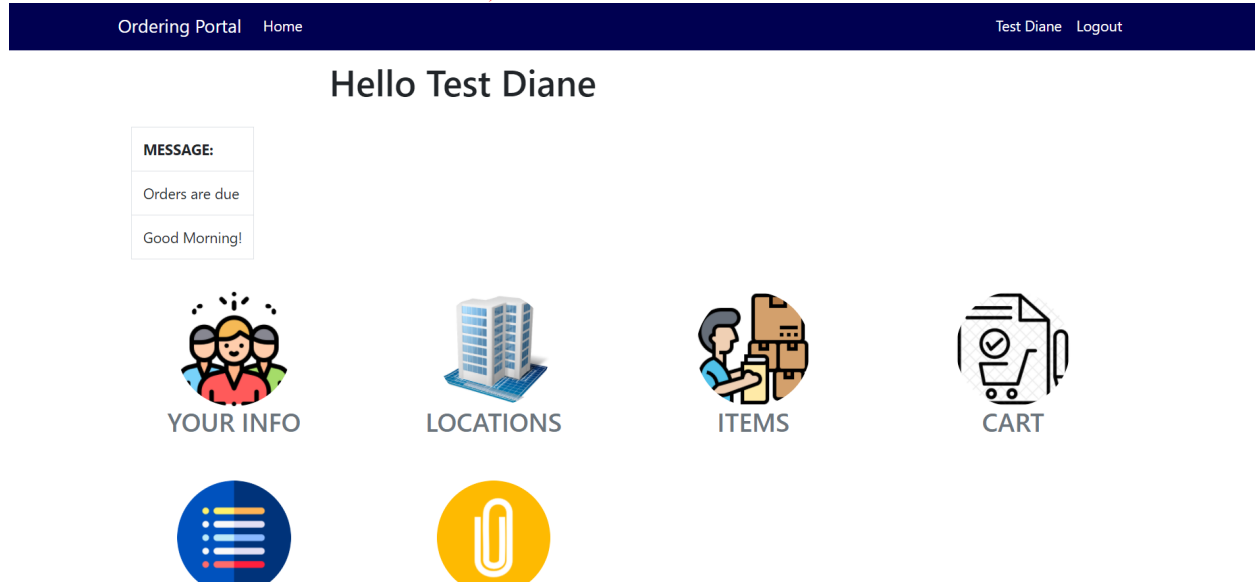 Ordering Portal Home Test Diane Logout
Hello Test Diane
MESSAGE:
Orders are due
Good Morning!
YOUR INFO LOCATIONS ITEMS CART